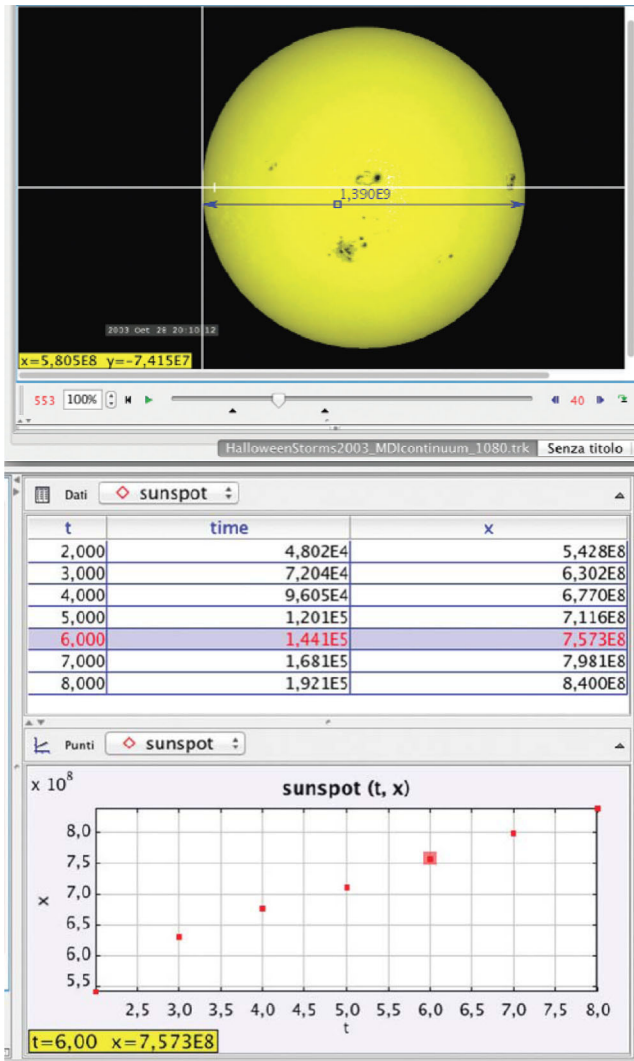 1,390E9
2003 Oct 28 20:10:12
x=5,805E8 y=-7,415E7
553 100% 40
HalloweenStorms2003_MDIcontinuum_1080.trk Senza titolo
Dati sunspot
t time x
2,000 4,802E4 5,428E8
3,000 7,204E4 6,302E8
4,000 9,605E4 6,770E8
5,000 1,201E5 7,116E8
6,000 1,441E5 7,573E8
7,000 1,681E5 7,981E8
8,000 1,921E5 8,400E8
Punti sunspot
x 10⁸
sunspot (t, x)
8,0
7,5
7,0
x
6,5
6,0
5,5
2,5 3,0 3,5 4,0 4,5 5,0 5,5 6,0 6,5 7,0 7,5 8,0
t
t=6,00 x=7,573E8